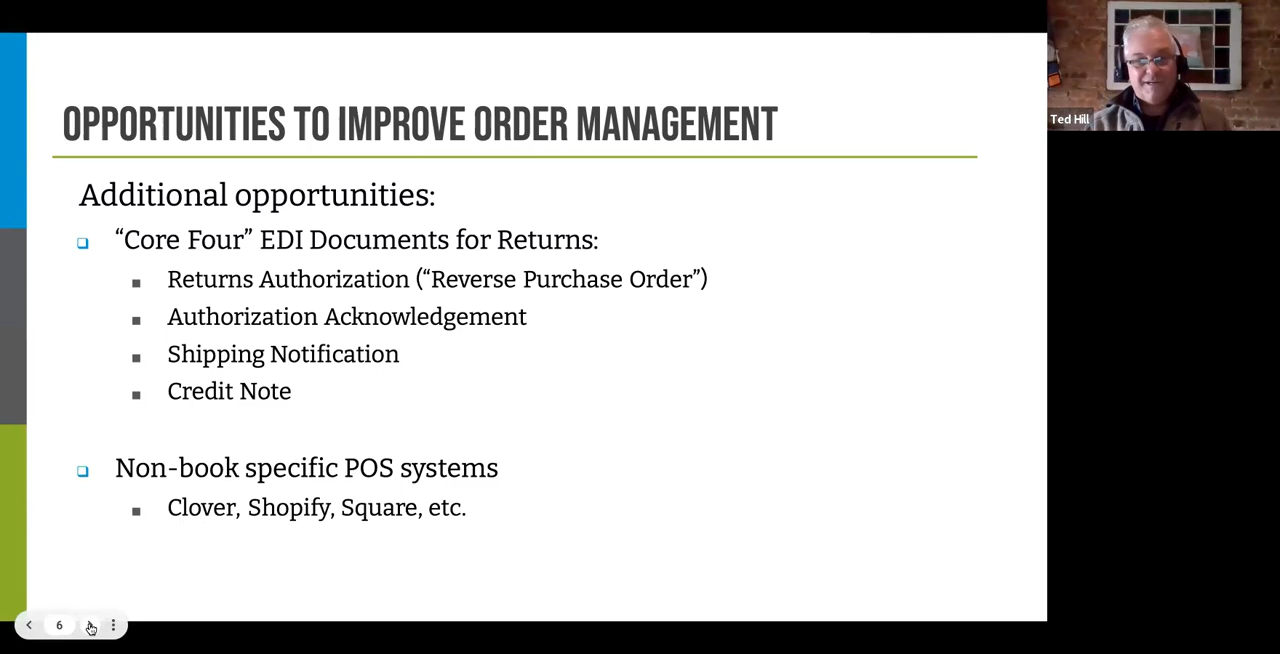 OPPORTUNITIES TO IMPROVE ORDER MANAGEMENT
Additional opportunities:
“Core Four” EDI Documents for Returns:
Returns Authorization (“Reverse Purchase Order”)
Authorization Acknowledgement
Shipping Notification
Credit Note
Non-book specific POS systems
Clover, Shopify, Square, etc.
Ted Hill
6